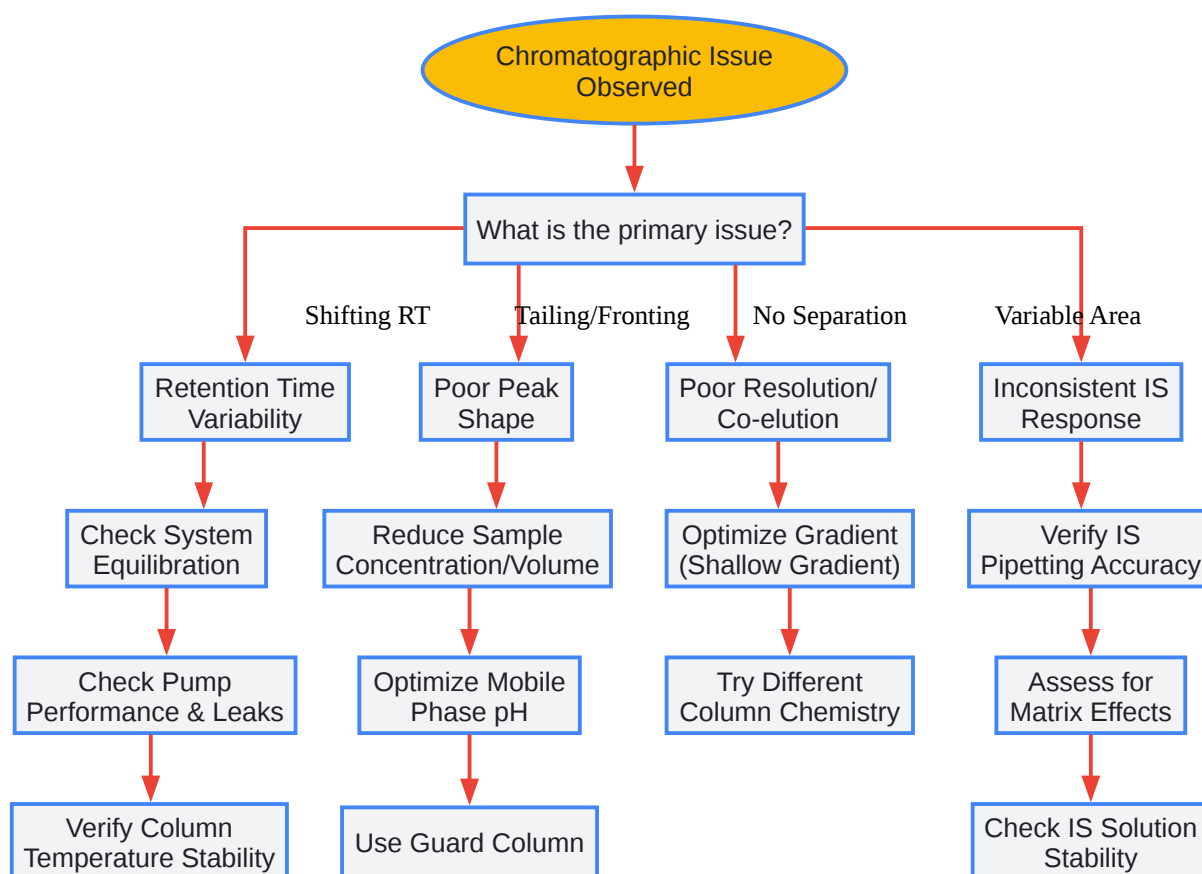 Chromatographic Issue
Observed
What is the primary issue?
Shifting RT
Tailing/Fronting
No Separation
Variable Area
Retention Time
Variability
Poor Peak
Shape
Poor Resolution/
Co-elution
Inconsistent IS
Response
Check System
Equilibration
Reduce Sample
Concentration/Volume
Optimize Gradient
(Shallow Gradient)
Verify IS
Pipetting Accuracy
Check Pump
Performance & Leaks
Optimize Mobile
Phase pH
Try Different
Column Chemistry
Assess for
Matrix Effects
Verify Column
Temperature Stability
Use Guard Column
Check IS Solution
Stability